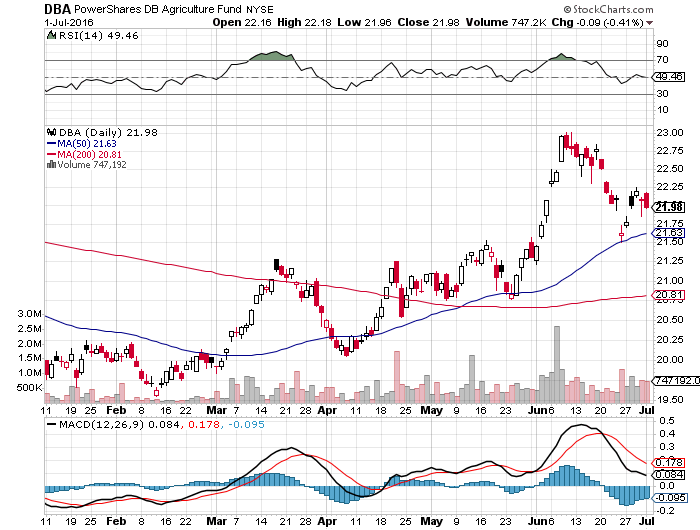 DBA PowerShares DB Agriculture Fund NYSE © StockCharts.com
1-Jul-2016 Open 22.16 High 22.18 Low 21.96 Close 21.98 Volume 747.2K Chg -0.09 (-0.41%)
RSI(14) 49.46
90
70
49.46
30
10
DBA (Daily) 21.98
MA(50) 21.63
MA(200) 20.81
Volume 747,192
23.00
22.75
22.50
22.25
21.98
21.75
21.63
21.50
21.25
21.00
20.81
20.50
20.25
20.00
19.50
3.0M
2.5M
2.0M
1.5M
1.0M
500K
747192.0
11 19 25 Feb 8 16 22 Mar 7 14 21 28 Apr 11 18 25 May 9 16 23 Jun 6 13 20 27 Jul
MACD(12,26,9) 0.084, 0.178, -0.095
0.5
0.4
0.3
0.178
0.084
-0.095
-0.2
11 19 25 Feb 8 16 22 Mar 7 14 21 28 Apr 11 18 25 May 9 16 23 Jun 6 13 20 27 Jul